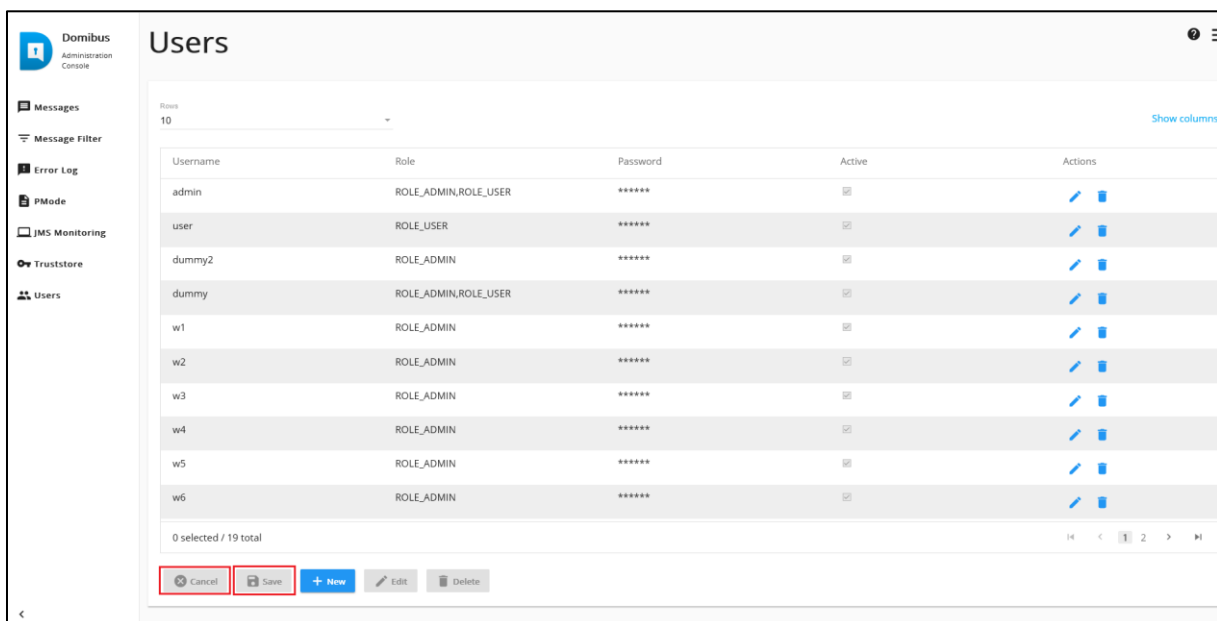 Domibus
Administration
Console
Users
Messages
Message Filter
Error Log
PMode
JMS Monitoring
Truststore
Users
Rows
10
Show columns
Username Role Password Active Actions
admin ROLE_ADMIN,ROLE_USER ******
user ROLE_USER ******
dummy2 ROLE_ADMIN ******
dummy ROLE_ADMIN,ROLE_USER ******
w1 ROLE_ADMIN ******
w2 ROLE_ADMIN ******
w3 ROLE_ADMIN ******
w4 ROLE_ADMIN ******
w5 ROLE_ADMIN ******
w6 ROLE_ADMIN ******
0 selected / 19 total 1 2
Cancel Save + New Edit Delete